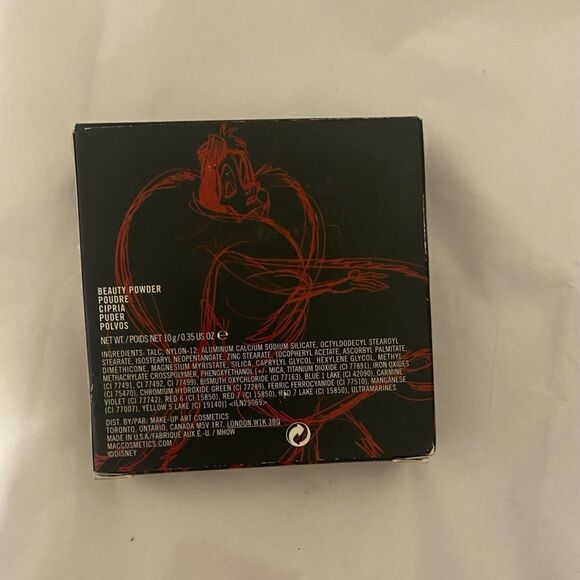 BEAUTY POWDER
POUDRE
CIPRIA
PUDER
POLVOS
NET WT. / POIDS NET 10 g/0.35 US OZ ℮
INGREDIENTS: TALC, NYLON-12, ALUMINUM CALCIUM SODIUM SILICATE, OCTYLDODECYL STEAROYL
STEARATE, ISOSTEARYL NEOPENTANOATE, ZINC STEARATE, TOCOPHERYL ACETATE, ASCORBYL PALMITATE,
DIMETHICONE, MAGNESIUM MYRISTATE, SILICA, CAPRYLYL GLYCOL, HEXYLENE GLYCOL, METHYL
METHACRYLATE CROSSPOLYMER, PHENOXYETHANOL [+/- MICA, TITANIUM DIOXIDE (CI 77891), IRON OXIDES
(CI 77491, CI 77492, CI 77499), BISMUTH OXYCHLORIDE (CI 77163), BLUE 1 LAKE (CI 42090), CARMINE
(CI 75470), CHROMIUM HYDROXIDE GREEN (CI 77289), FERRIC FERROCYANIDE (CI 77510), MANGANESE
VIOLET (CI 77742), RED 6 (CI 15850), RED 7 (CI 15850), RED 7 LAKE (CI 15850), ULTRAMARINES
(CI 77007), YELLOW 5 LAKE (CI 19140)] <ILN29069>
DIST. BY/PAR. MAKE-UP ART COSMETICS
TORONTO, ONTARIO, CANADA M5V 1R7, LONDON W1K 3BQ
MADE IN U.S.A/FABRIQUE AUX E.-U. / MHOW
MACCOSMETICS.COM
©DISNEY